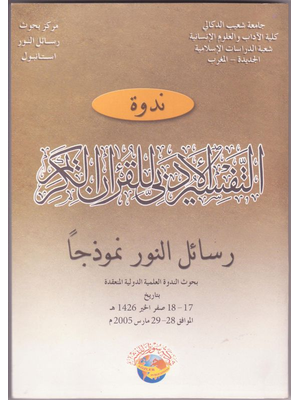 جامعة شعيب الدكالي
كلية الآداب والعلوم الإنسانية
شعبة الدراسات الإسلامية
الجديدة - المغرب
مركز بحوث
رسائل النور
استانبول
ندوة
التفسير الأدبي للقرآن الكريم
رسائل النور نموذجاً
بحوث الندوة العلمية الدولية المنعقدة
بتاريخ
17 - 18 صفر الخير 1426 هـ
الموافق 28-29 مارس 2005 م